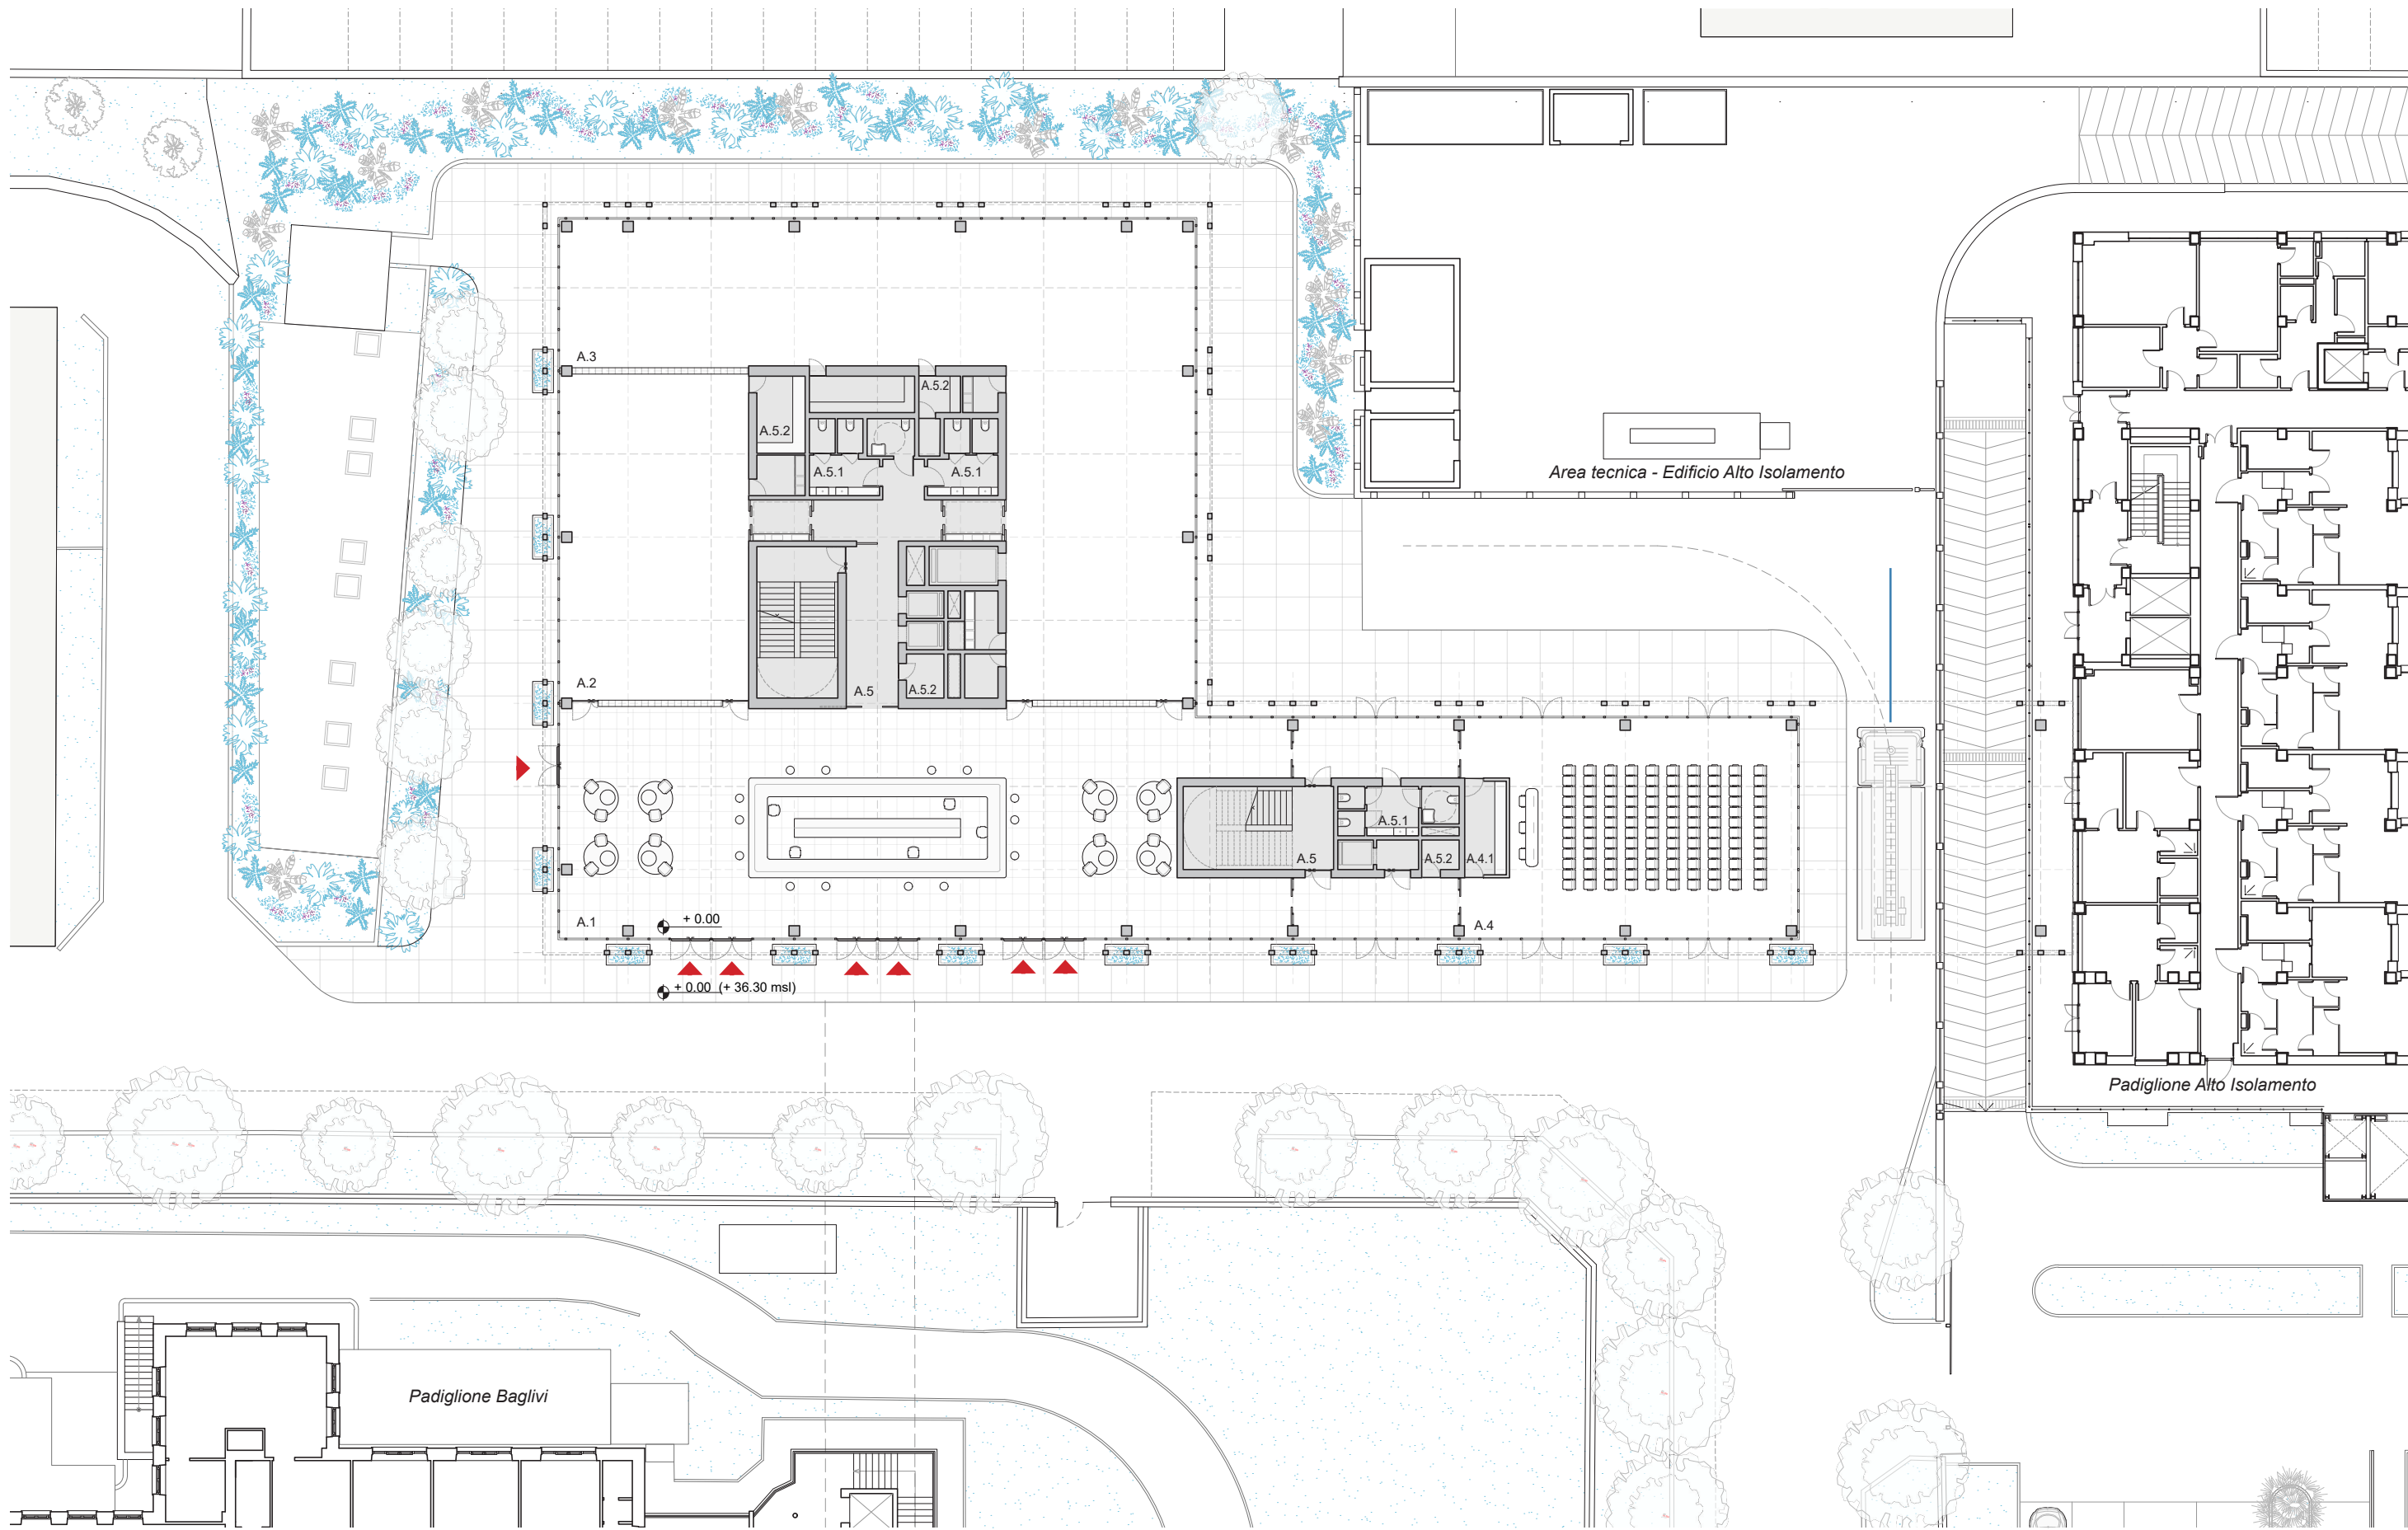 A.3
A.5.2
A.5.2
A.5.1
A.5.1
Area tecnica - Edificio Alto Isolamento
A.2
A.5
A.5.2
A.5.1
A.5
A.5.2
A.4.1
A.1
+ 0.00
A.4
+ 0.00 (+ 36.30 msl)
Padiglione Alto Isolamento
Padiglione Baglivi